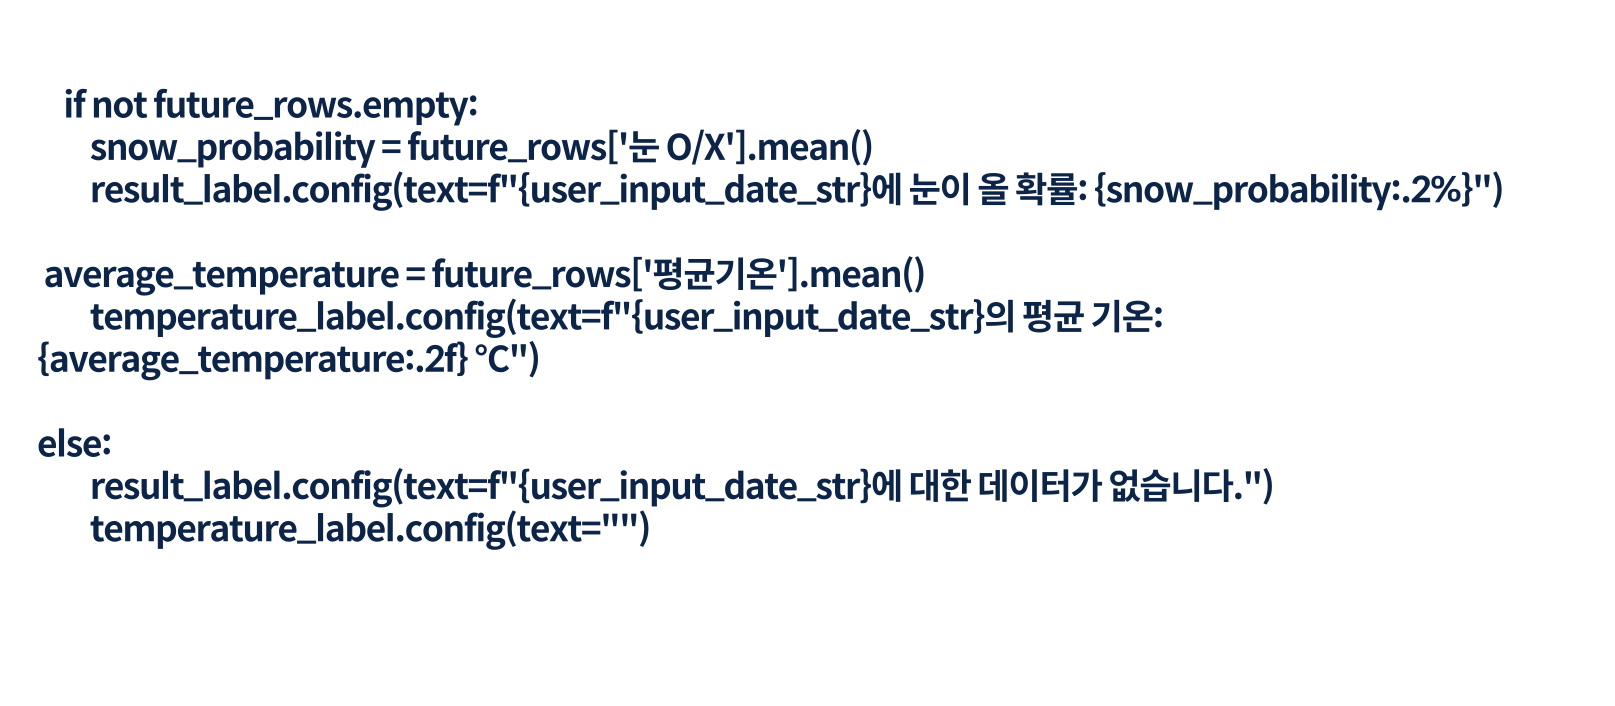 if not future_rows.empty:
snow_probability = future_rows['눈 O/X'].mean()
result_label.config(text=f"{user_input_date_str}에 눈이 올 확률: {snow_probability:.2%}")
average_temperature = future_rows['평균기온'].mean()
temperature_label.config(text=f"{user_input_date_str}의 평균 기온:
{average_temperature:.2f} °C")
else:
result_label.config(text=f"{user_input_date_str}에 대한 데이터가 없습니다.")
temperature_label.config(text="")